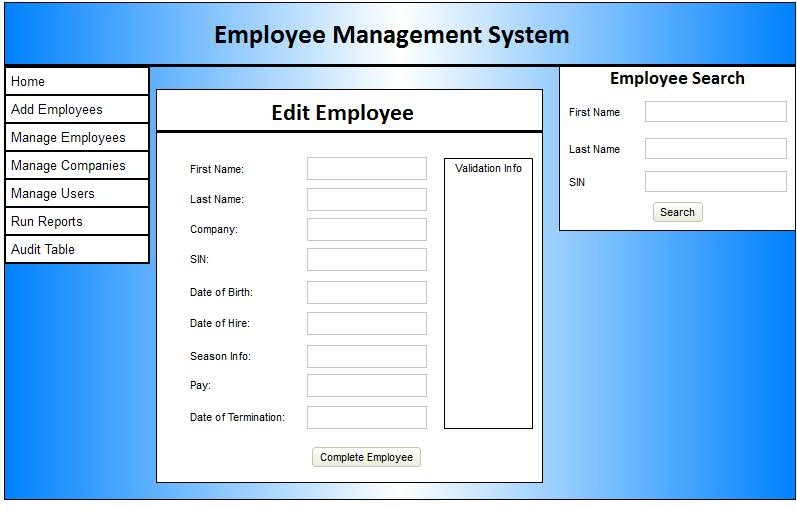 Employee Management System
Home
Add Employees
Manage Employees
Manage Companies
Manage Users
Run Reports
Audit Table
Edit Employee
First Name:
Last Name:
Company:
SIN:
Date of Birth:
Date of Hire:
Season Info:
Pay:
Date of Termination:
Validation Info
Complete Employee
Employee Search
First Name
Last Name
SIN
Search